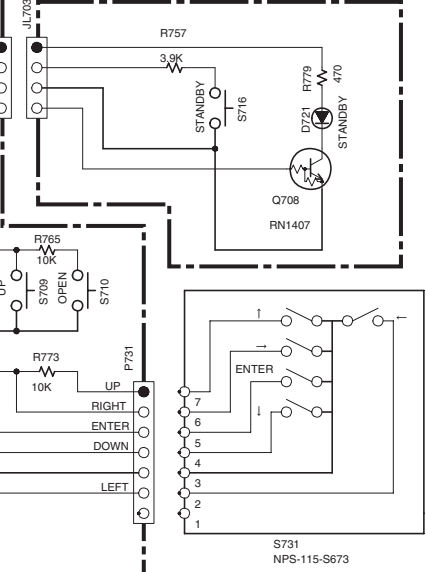 JL703
R757
3.9K
STANDBY
S716
R779
470
D721
STANDBY
Q708
RN1407
R765
10K
UP
S709
OPEN
S710
R773
10K
P731
UP
RIGHT
ENTER
DOWN
LEFT
↑
→
ENTER
↓
←
7
6
5
4
3
2
1
S731
NPS-115-S673